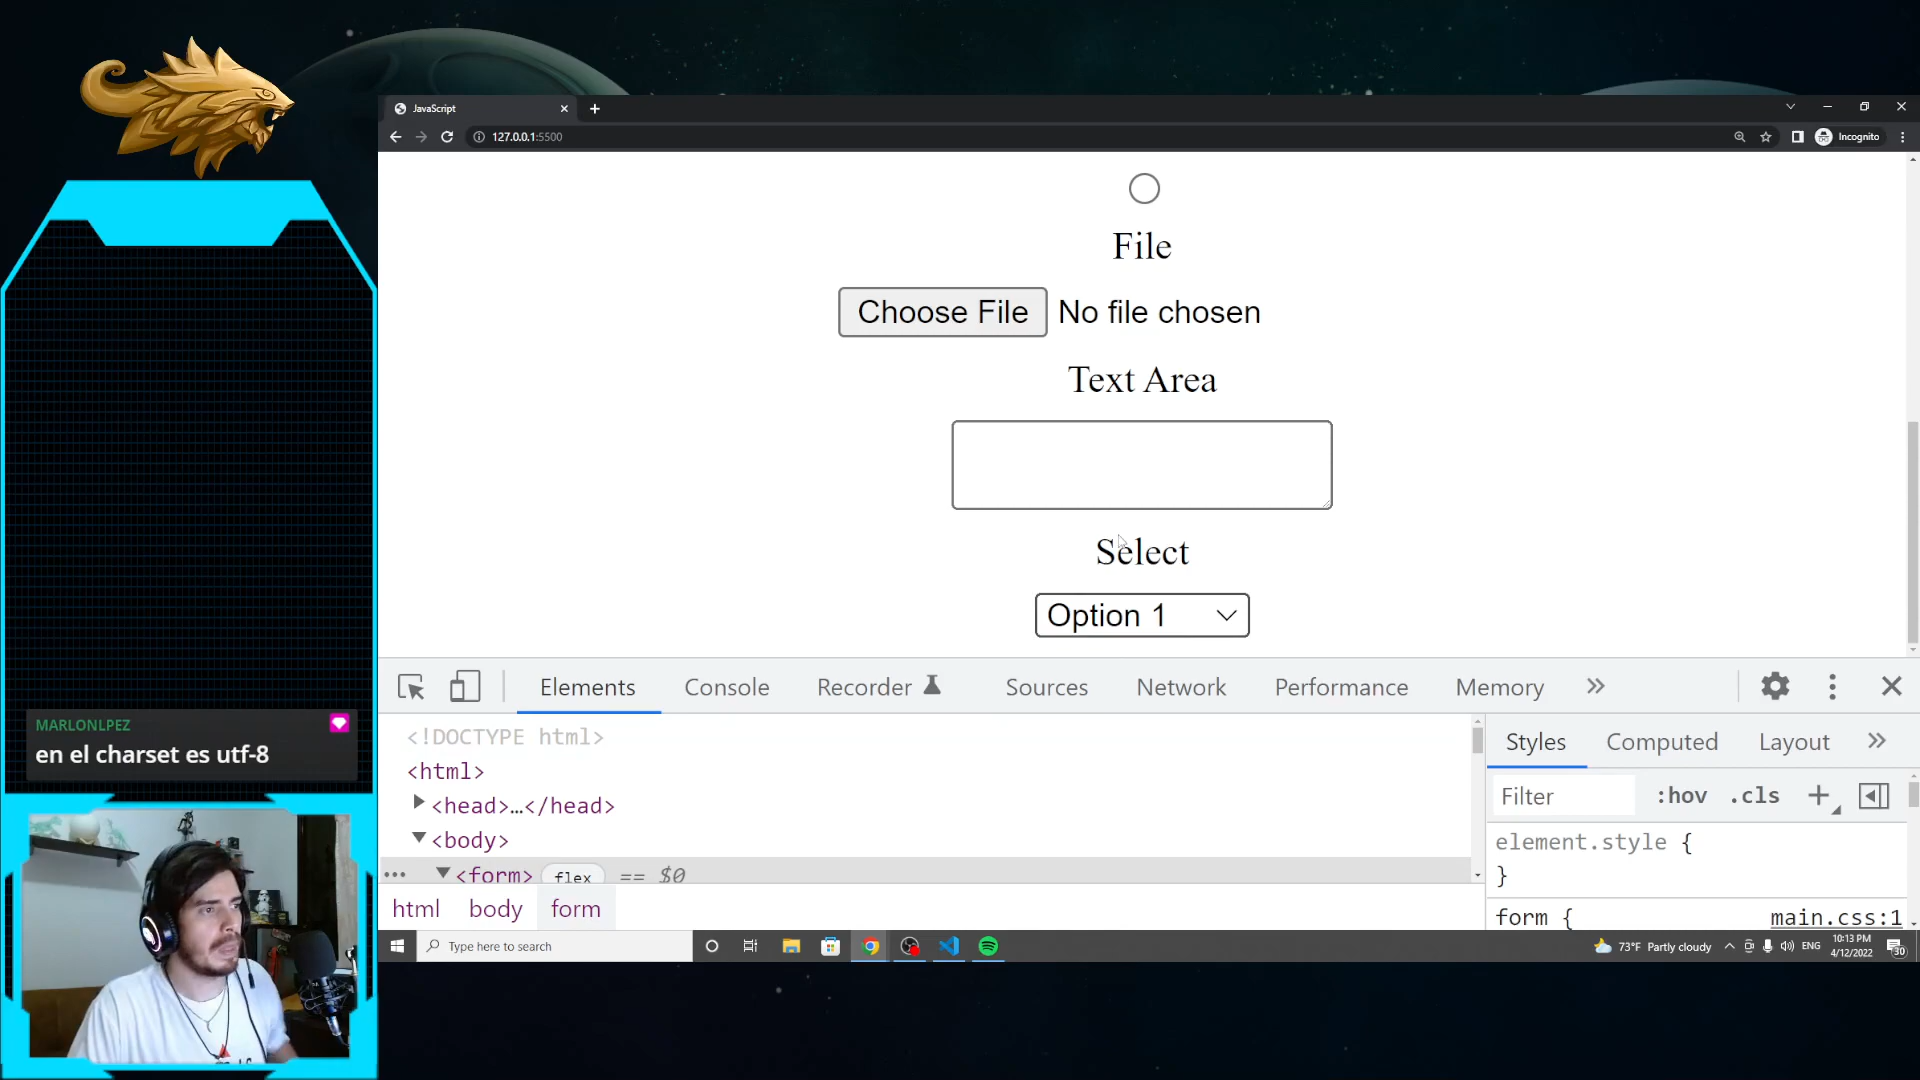 JavaScript
127.0.0.1:5500
Incognito
File
Choose File No file chosen
Text Area
Select
Option 1
Elements Console Recorder Sources Network Performance Memory
<!DOCTYPE html>
<html>
<head>…</head>
<body>
<form> flex == $0
html body form
Styles Computed Layout
Filter :hov .cls
element.style {
}
form { main.css:1
MARLONLPEZ
en el charset es utf-8
Type here to search
73°F Partly cloudy
ENG
10:13 PM
4/12/2022
30